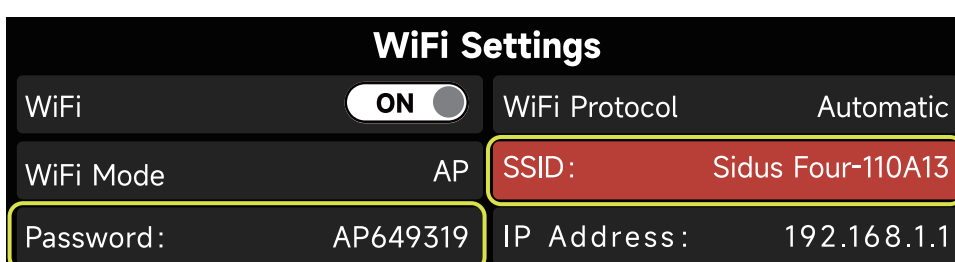 WiFi Settings
WiFi ON WiFi Protocol Automatic
WiFi Mode AP SSID: Sidus Four-110A13
Password: AP649319 IP Address: 192.168.1.1